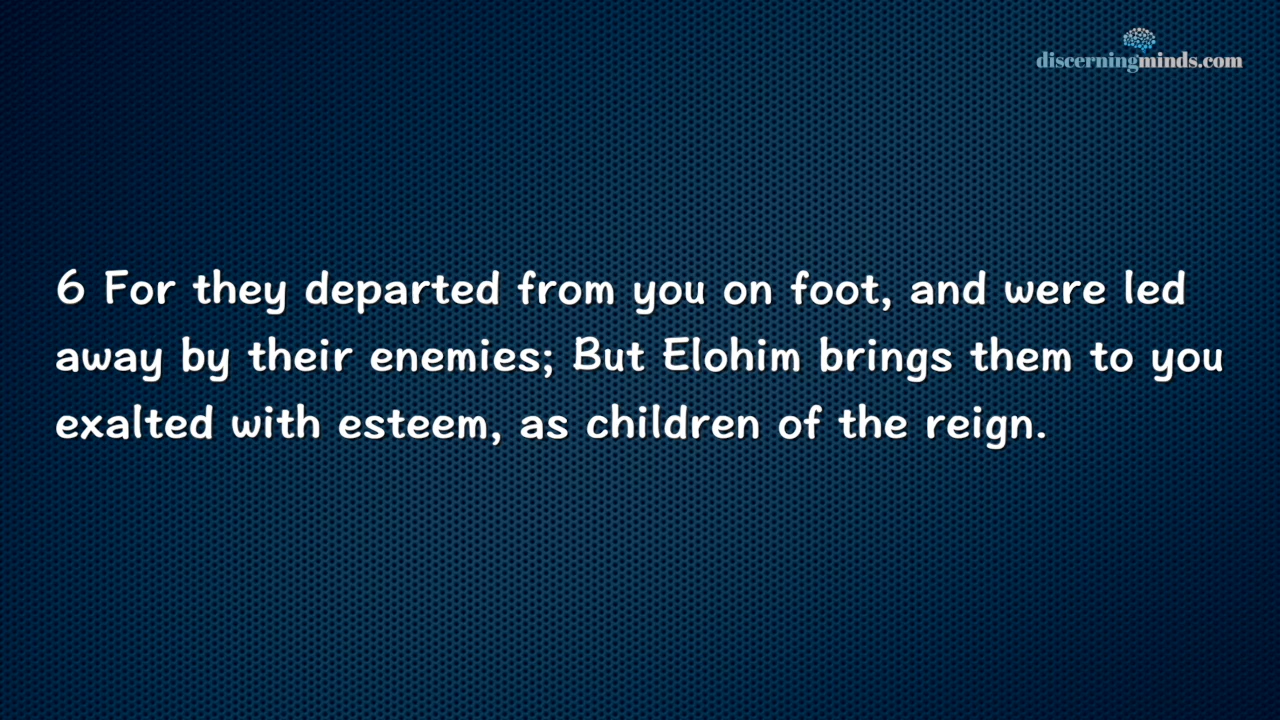 discerningminds.com
6 For they departed from you on foot, and were led
away by their enemies; But Elohim brings them to you
exalted with esteem, as children of the reign.